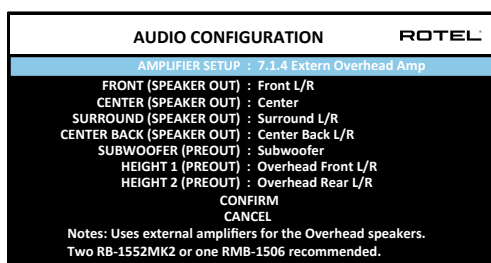 AUDIO CONFIGURATION ROTEL
AMPLIFIER SETUP : 7.1.4 Extern Overhead Amp
FRONT (SPEAKER OUT) : Front L/R
CENTER (SPEAKER OUT) : Center
SURROUND (SPEAKER OUT) : Surround L/R
CENTER BACK (SPEAKER OUT) : Center Back L/R
SUBWOOFER (PREOUT) : Subwoofer
HEIGHT 1 (PREOUT) : Overhead Front L/R
HEIGHT 2 (PREOUT) : Overhead Rear L/R
CONFIRM
CANCEL
Notes: Uses external amplifiers for the Overhead speakers.
Two RB-1552MK2 or one RMB-1506 recommended.